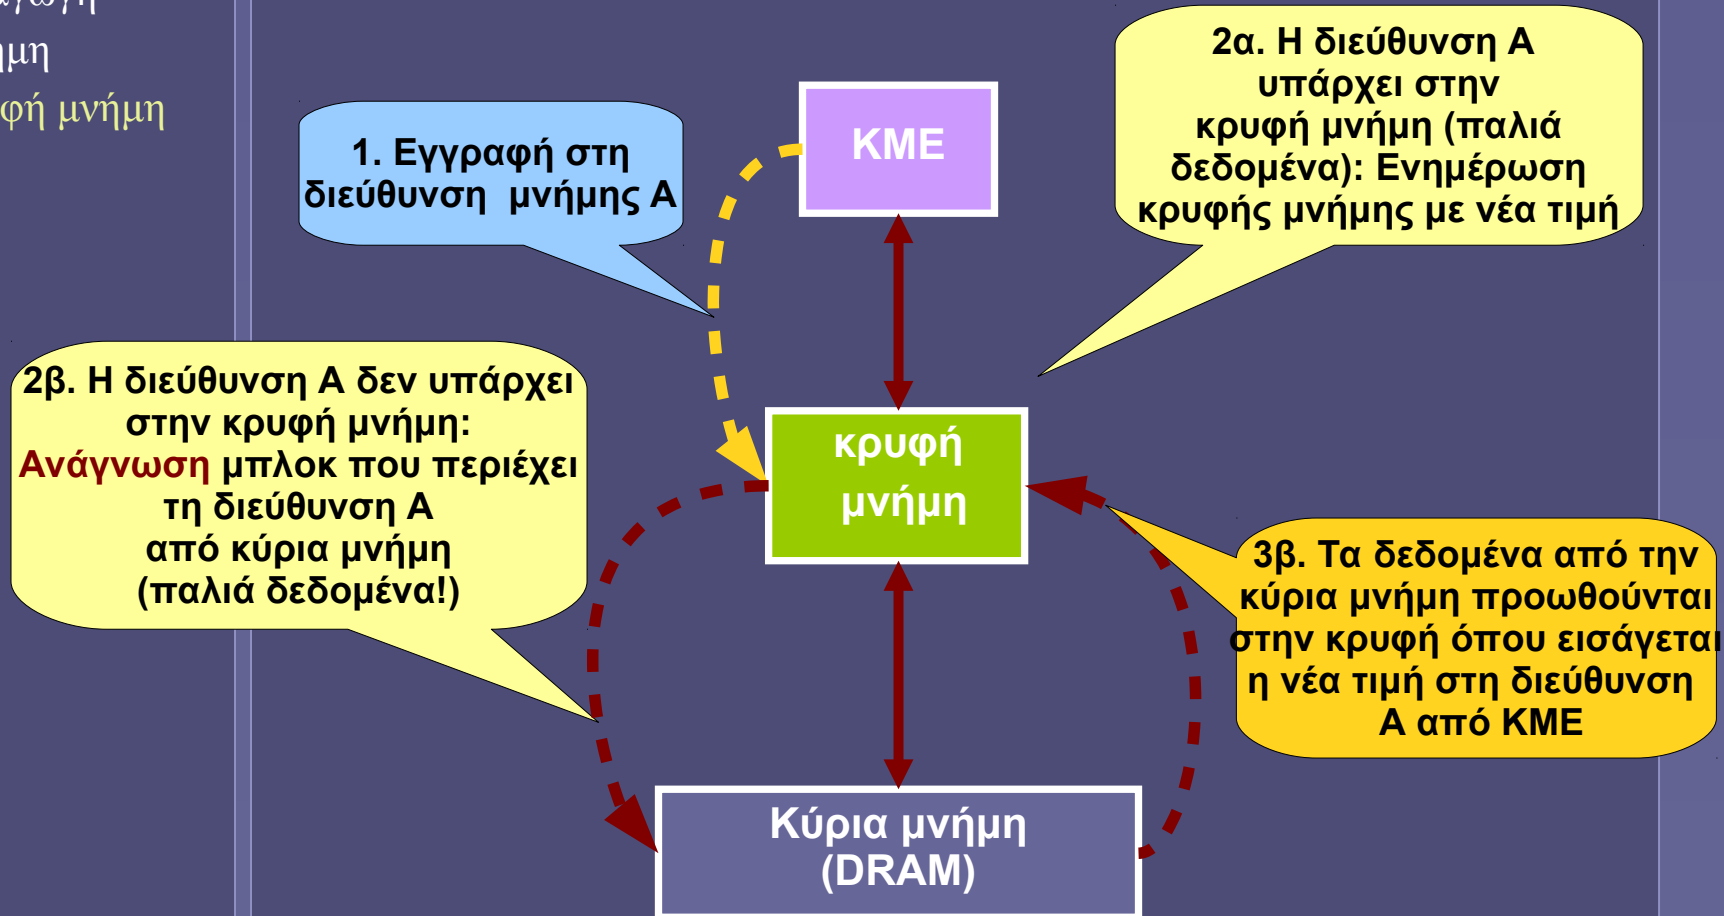 μνήμη
1. Εγγραφή στη
διεύθυνση μνήμης Α
ΚΜΕ
2α. Η διεύθυνση Α
υπάρχει στην
κρυφή μνήμη (παλιά
δεδομένα): Ενημέρωση
κρυφής μνήμης με νέα τιμή
2β. Η διεύθυνση Α δεν υπάρχει
στην κρυφή μνήμη:
Ανάγνωση μπλοκ που περιέχει
τη διεύθυνση Α
από κύρια μνήμη
(παλιά δεδομένα!)
κρυφή
μνήμη
3β. Τα δεδομένα από την
κύρια μνήμη προωθούνται
στην κρυφή όπου εισάγεται
η νέα τιμή στη διεύθυνση
Α από ΚΜΕ
Κύρια μνήμη
(DRAM)